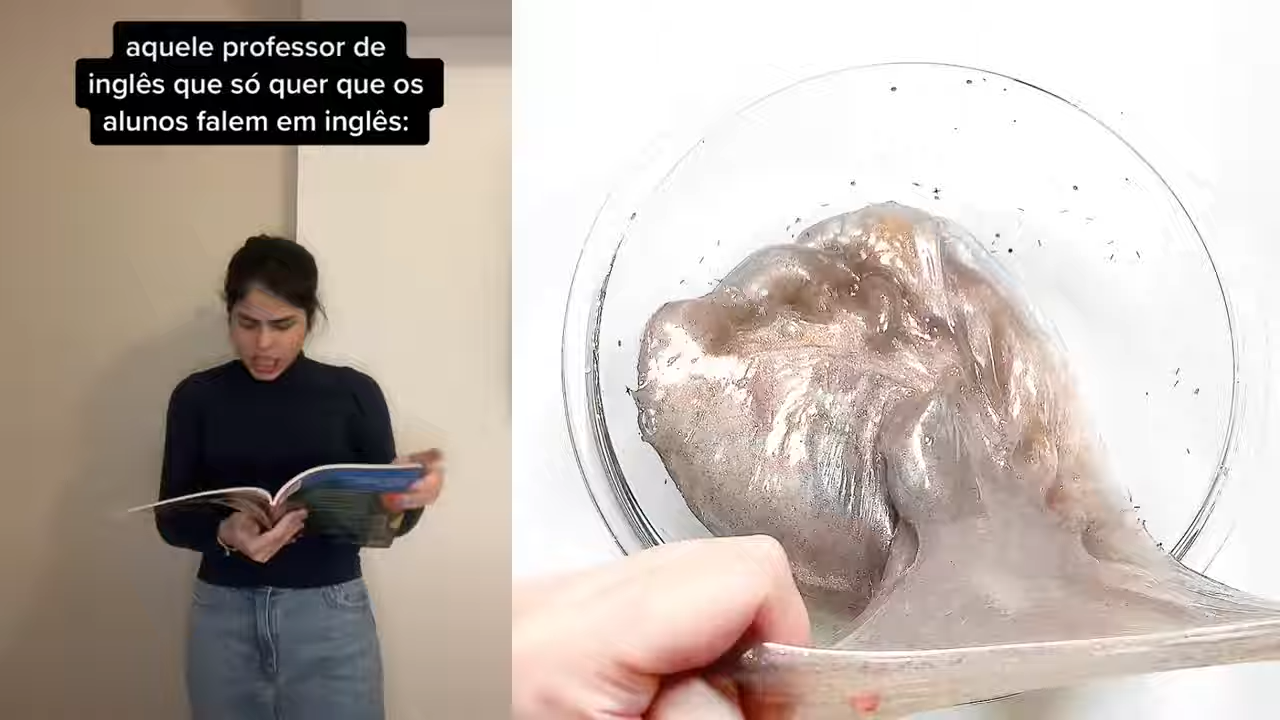 aquele professor de
inglês que só quer que os
alunos falem em inglês: